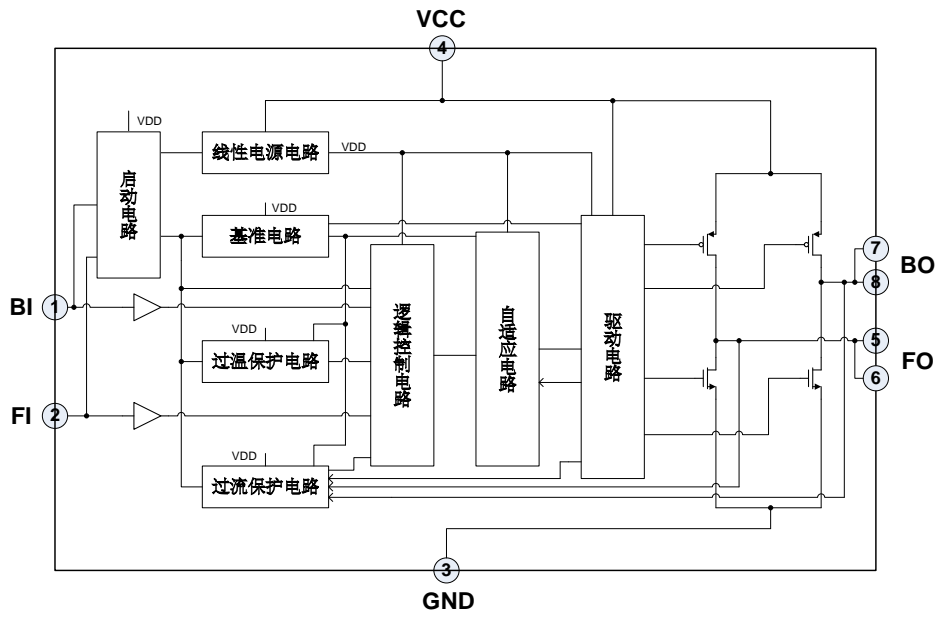 VCC
4
VDD
线性电源电路
VDD
启动电路
VDD
基准电路
7
BO
8
BI
1
逻辑控制电路
自适应电路
驱动电路
VDD
过温保护电路
5
FO
6
FI
2
VDD
过流保护电路
3
GND